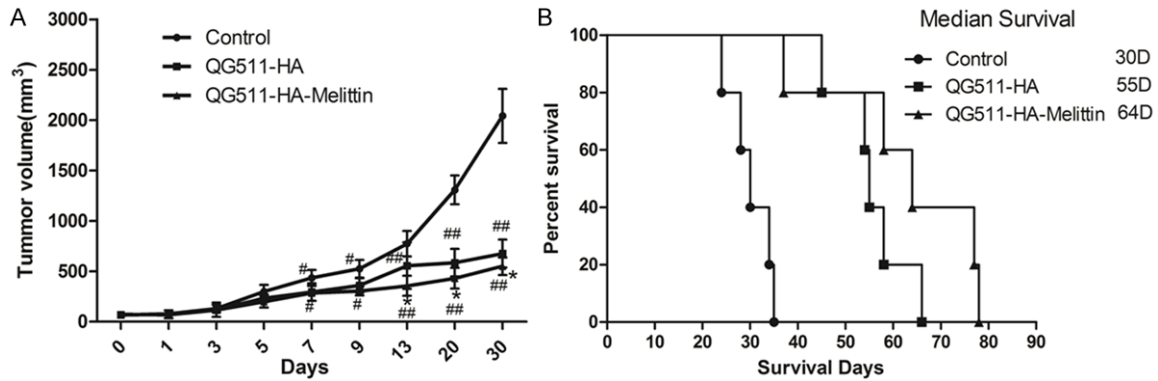 A
Tummor volume(mm³)
3000
2500
2000
1500
1000
500
0
Control
QG511-HA
QG511-HA-Melittin
# # ## ## ##
# # * ## * ## ## *
0 1 3 5 7 9 13 20 30
Days
B
Median Survival
Control 30D
QG511-HA 55D
QG511-HA-Melittin 64D
Percent survival
100
80
60
40
20
0
0 10 20 30 40 50 60 70 80 90
Survival Days